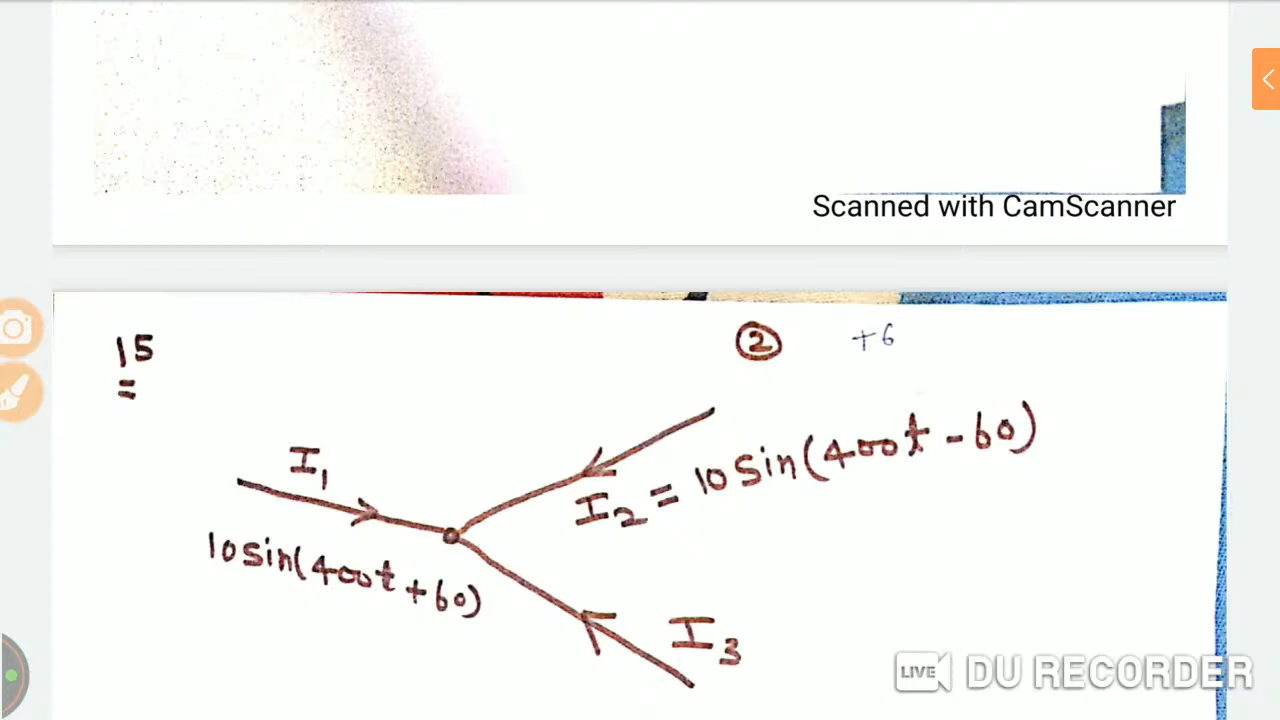 Scanned with CamScanner
15
=
② +6
I₁
10 sin(400t + 60)
I₂ = 10 sin(400t - 60)
I₃
LIVE DU RECORDER